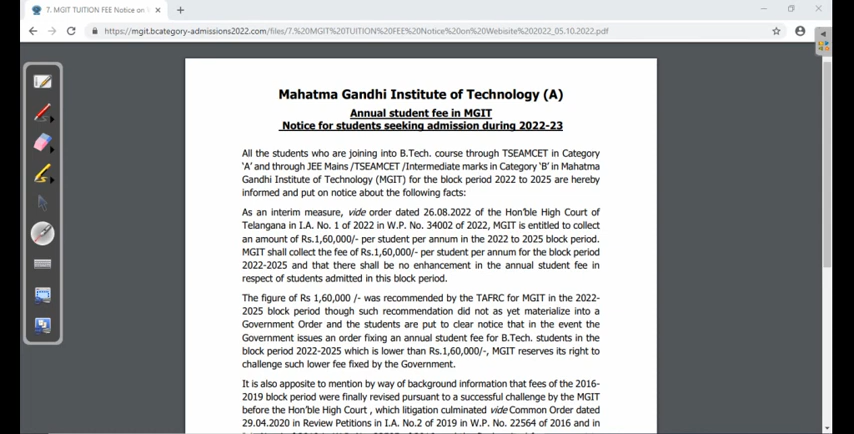 7. MGIT TUITION FEE Notice on
https://mgit.bcategory-admissions2022.com/files/7.%20MGIT%20TUITION%20FEE%20Notice%20on%20Webisite%202022_05.10.2022.pdf
Mahatma Gandhi Institute of Technology (A)
Annual student fee in MGIT
Notice for students seeking admission during 2022-23
All the students who are joining into B.Tech. course through TSEAMCET in Category
'A' and through JEE Mains /TSEAMCET /Intermediate marks in Category 'B' in Mahatma
Gandhi Institute of Technology (MGIT) for the block period 2022 to 2025 are hereby
informed and put on notice about the following facts:
As an interim measure, vide order dated 26.08.2022 of the Hon'ble High Court of
Telangana in I.A. No. 1 of 2022 in W.P. No. 34002 of 2022, MGIT is entitled to collect
an amount of Rs.1,60,000/- per student per annum in the 2022 to 2025 block period.
MGIT shall collect the fee of Rs.1,60,000/- per student per annum for the block period
2022-2025 and that there shall be no enhancement in the annual student fee in
respect of students admitted in this block period.
The figure of Rs 1,60,000 /- was recommended by the TAFRC for MGIT in the 2022-
2025 block period though such recommendation did not as yet materialize into a
Government Order and the students are put to clear notice that in the event the
Government issues an order fixing an annual student fee for B.Tech. students in the
block period 2022-2025 which is lower than Rs.1,60,000/-, MGIT reserves its right to
challenge such lower fee fixed by the Government.
It is also apposite to mention by way of background information that fees of the 2016-
2019 block period were finally revised pursuant to a successful challenge by the MGIT
before the Hon'ble High Court , which litigation culminated vide Common Order dated
29.04.2020 in Review Petitions in I.A. No.2 of 2019 in W.P. No. 22564 of 2016 and in